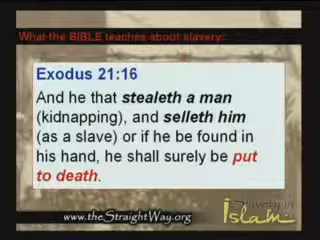 What the BIBLE teaches about slavery:
Exodus 21:16
And he that stealeth a man
(kidnapping), and selleth him
(as a slave) or if he be found in
his hand, he shall surely be put
to death.
Slavery in
Islam
www.theStraightWay.org